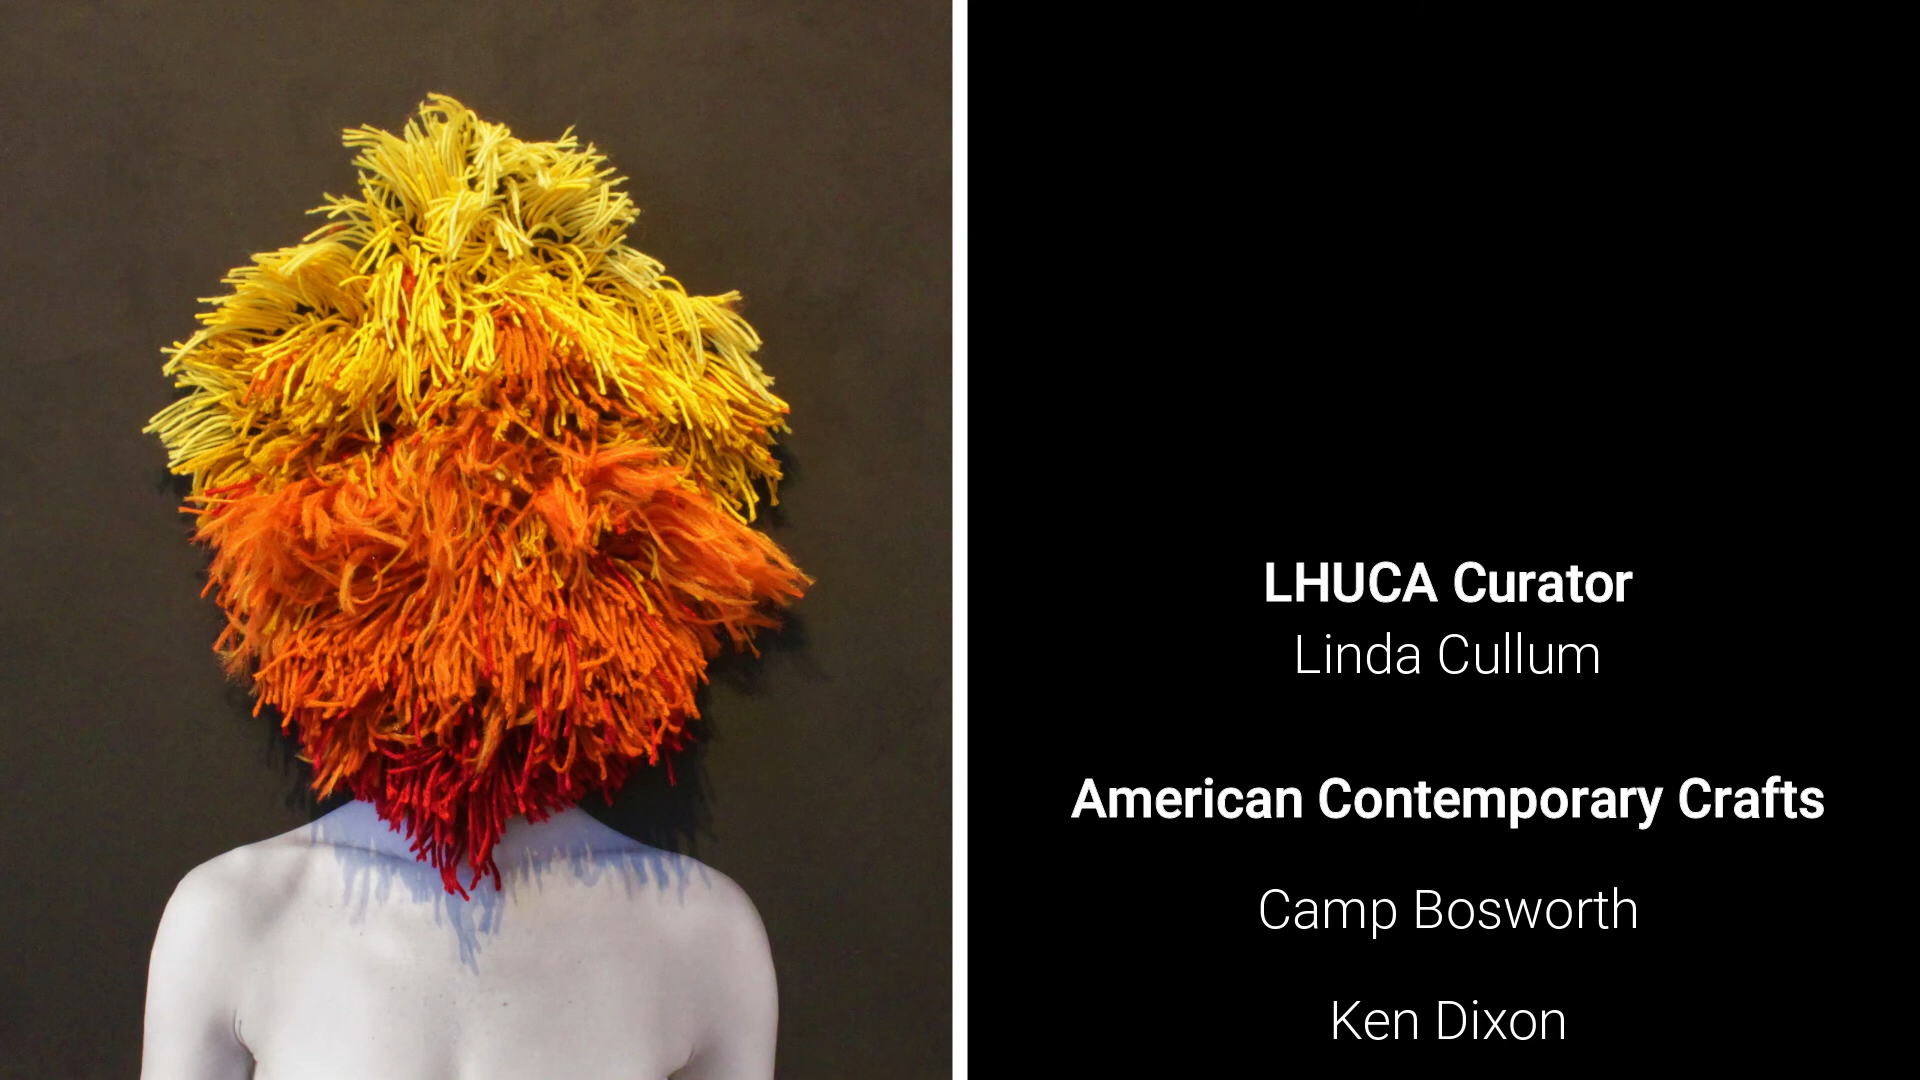 LHUCA Curator
Linda Cullum
American Contemporary Crafts
Camp Bosworth
Ken Dixon